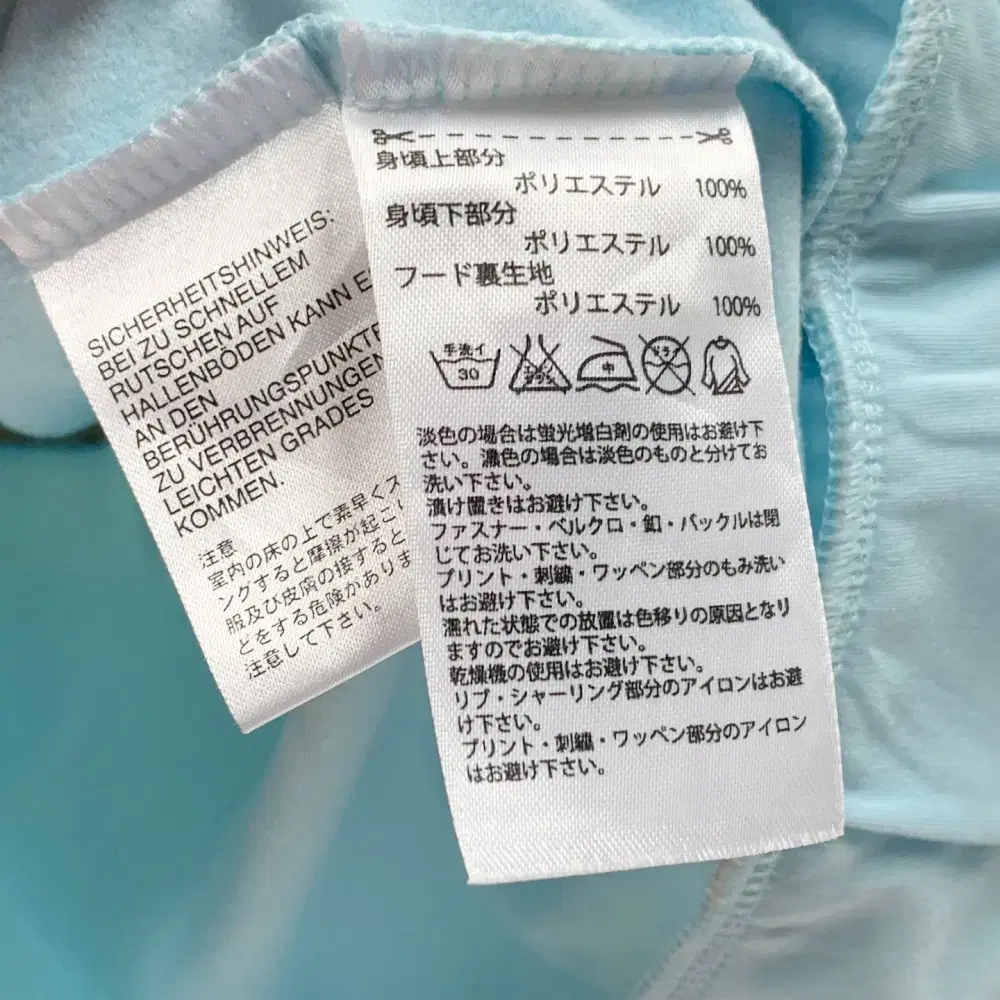 SICHERHEITSHINWEIS:
BEI ZU SCHNELLEM
RUTSCHEN AUF
HALLENBÖDEN KANN
AN DEN
BERÜHRUNGSPUNKTE
ZU VERBRENNUNGEN
LEICHTEN GRADES
KOMMEN.
注意
室内の床の上で素早くス
ングすると摩擦が起こ
服及び皮膚の接すると
どをする危険がありま
注意して下さい。
身頃上部分
ポリエステル 100%
身頃下部分
ポリエステル 100%
フード裏生地
ポリエステル 100%
手洗イ
30
中
淡色の場合は蛍光増白剤の使用はお避け下
さい。濃色の場合は淡色のものと分けてお
洗い下さい。
漬け置きはお避け下さい。
ファスナー・ベルクロ・釦・バックルは閉
じてお洗い下さい。
プリント・刺繍・ワッペン部分のもみ洗い
はお避け下さい。
濡れた状態での放置は色移りの原因となり
ますのでお避け下さい。
乾燥機の使用はお避け下さい。
リブ・シャーリング部分のアイロンはお避
け下さい。
プリント・刺繍・ワッペン部分のアイロン
はお避け下さい。